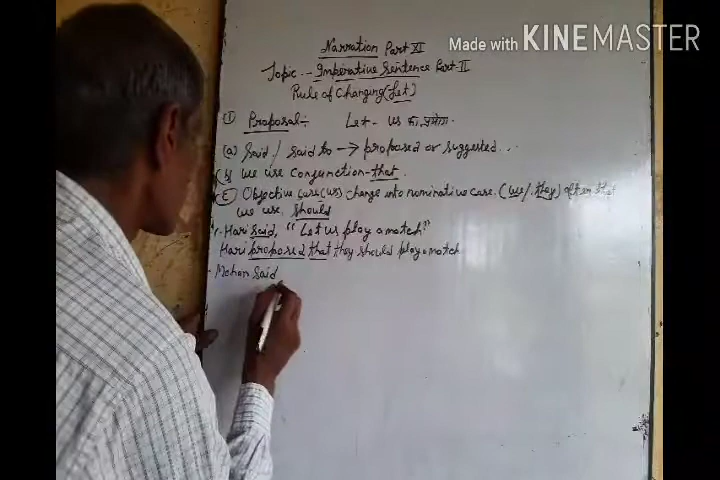 Made with KINEMASTER
Narration Part XI
Topic :- Imperative Sentence Part-II
Rule of Changing (Let)
① Proposal:- Let - us का प्रयोग.
(a) Said / Said to → proposed or suggested...
we use conjunction - that.
Objective case (us) change into nominative case. (we/they) after that
we use should
Hari said, "Let us play a match."
Hari proposed that they should play a match.
Mohan Said